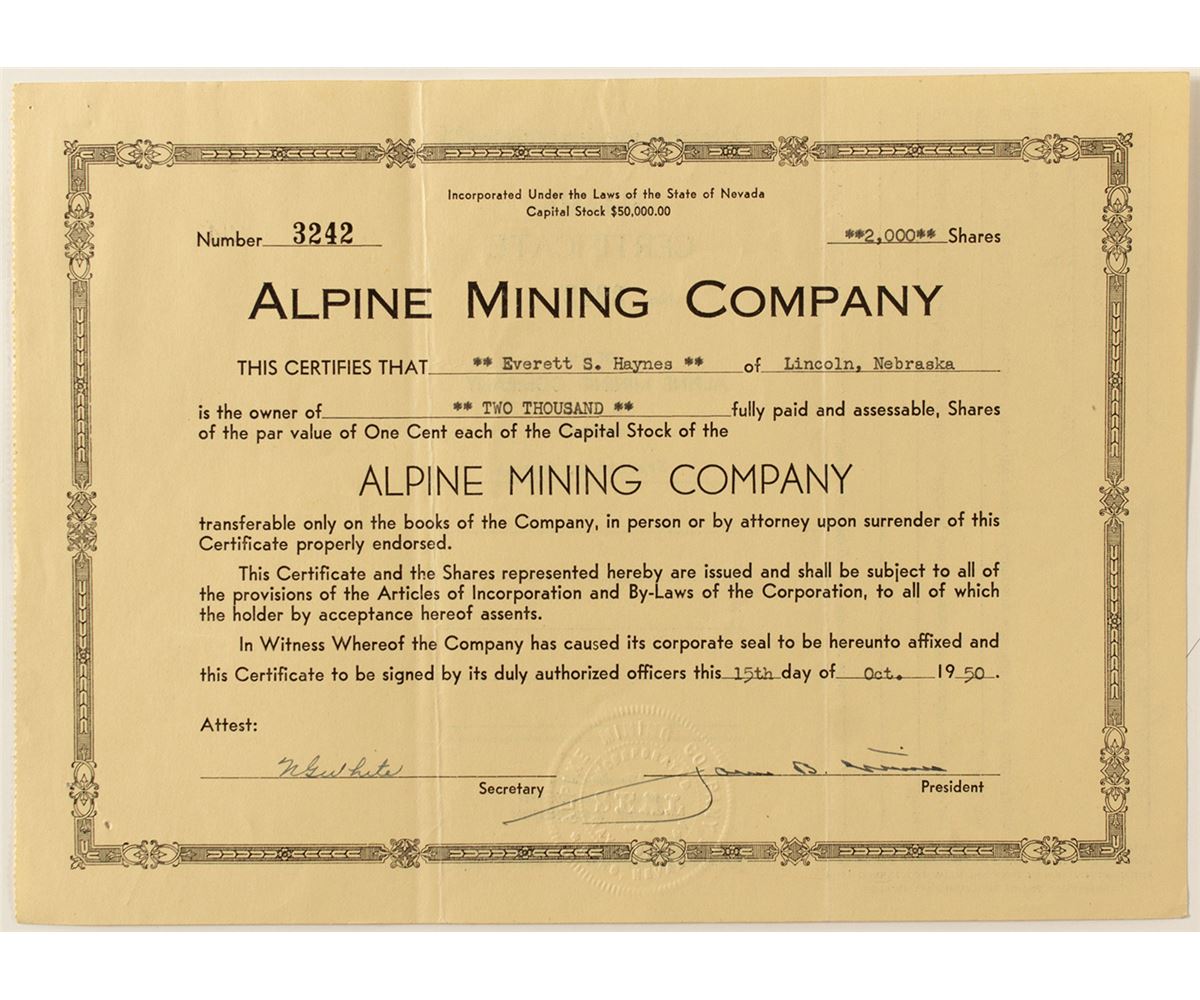 Incorporated Under the Laws of the State of Nevada
Capital Stock $50,000.00
Number 3242 **2,000** Shares
ALPINE MINING COMPANY
THIS CERTIFIES THAT ** Everett S. Haynes ** of Lincoln, Nebraska
is the owner of ** TWO THOUSAND ** fully paid and assessable, Shares
of the par value of One Cent each of the Capital Stock of the
ALPINE MINING COMPANY
transferable only on the books of the Company, in person or by attorney upon surrender of this
Certificate properly endorsed.
This Certificate and the Shares represented hereby are issued and shall be subject to all of
the provisions of the Articles of Incorporation and By-Laws of the Corporation, to all of which
the holder by acceptance hereof assents.
In Witness Whereof the Company has caused its corporate seal to be hereunto affixed and
this Certificate to be signed by its duly authorized officers this 15th day of Oct. 19 50.
Attest:
N G White B.
Secretary President
MINING CO